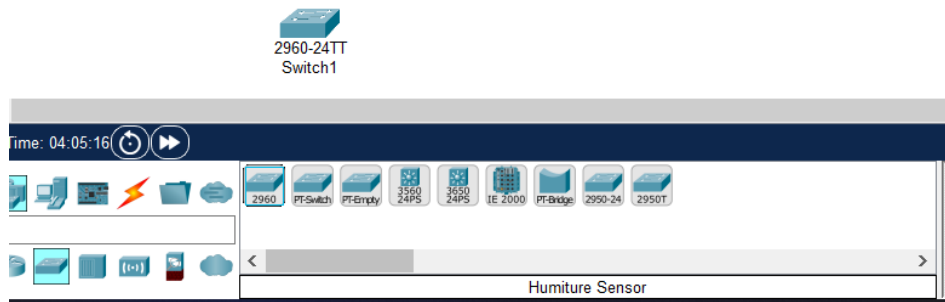 2960-24TT
Switch1
Time: 04:05:16
2960
PT-Switch
PT-Empty
3560
24PS
3650
24PS
IE 2000
PT-Bridge
2950-24
2950T
Humiture Sensor